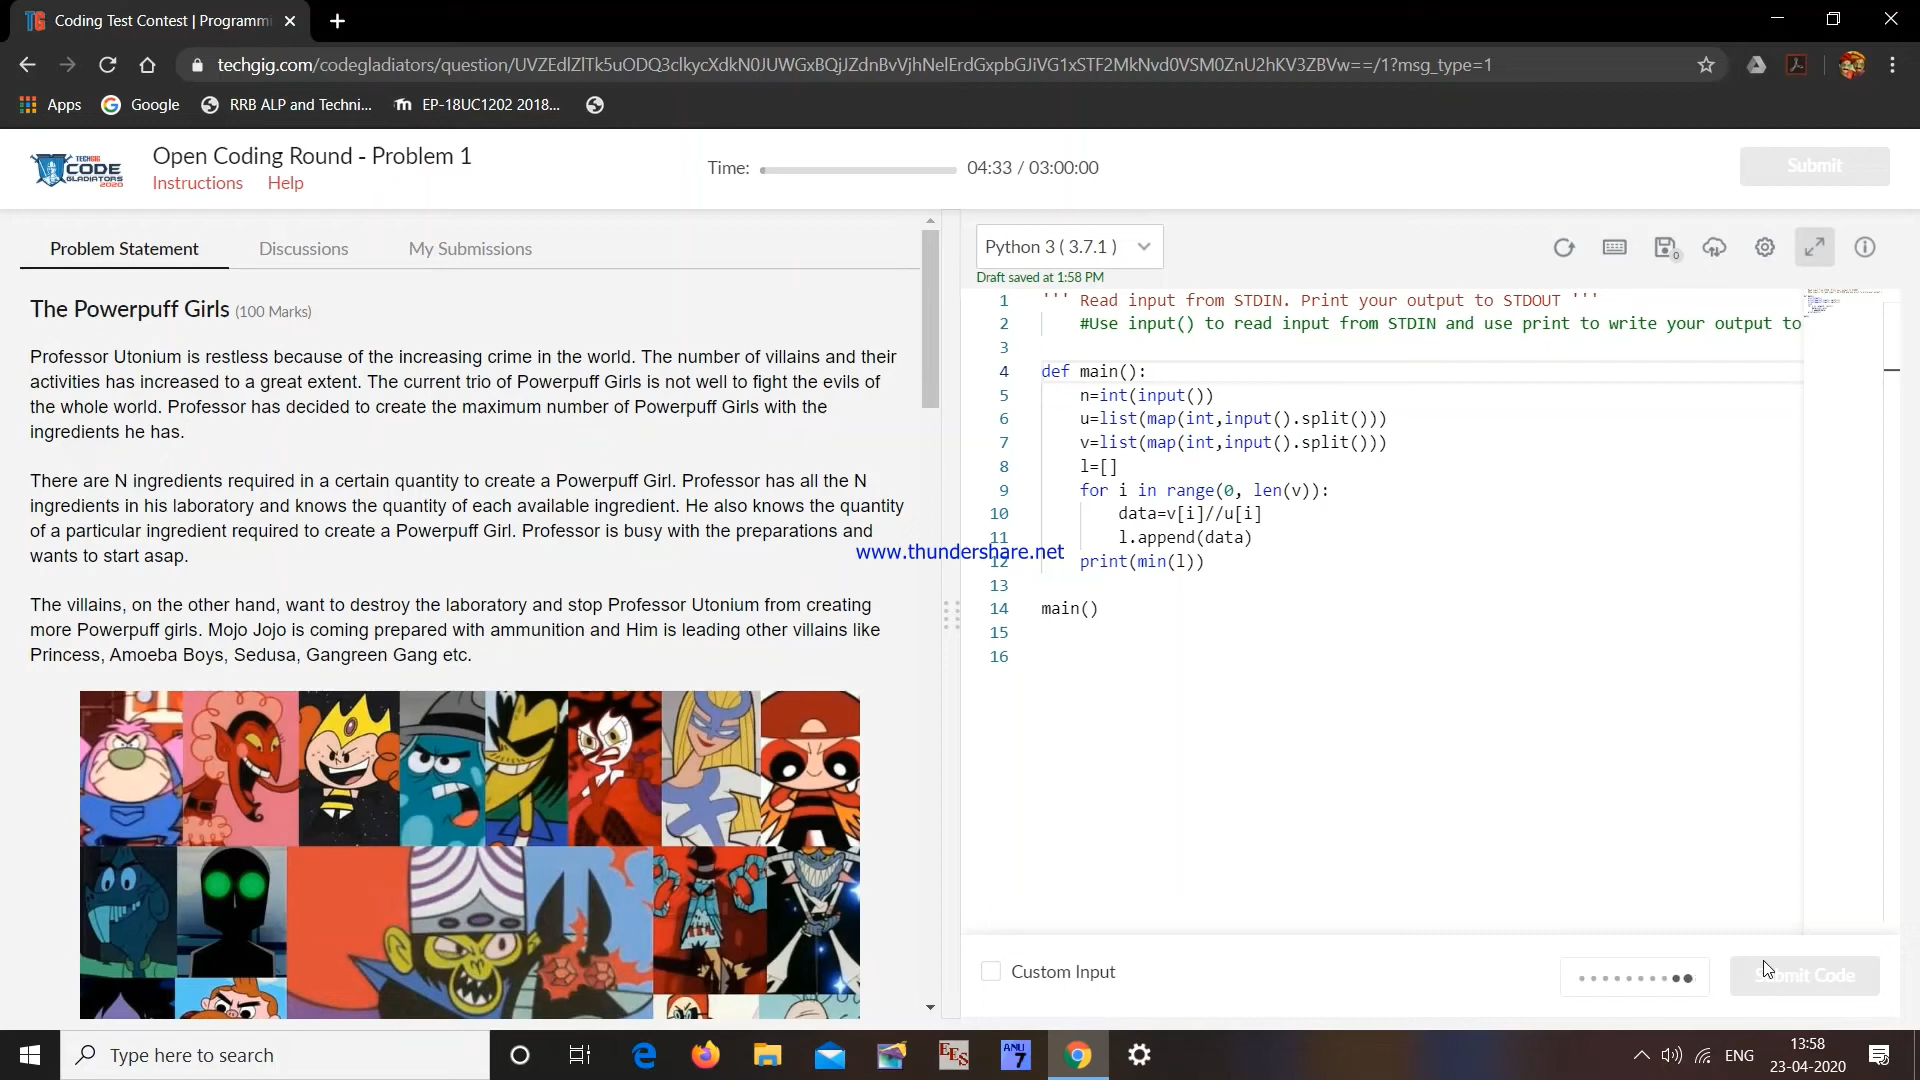 Coding Test Contest | Programmi
techgig.com/codegladiators/question/UVZEdlZlTk5uODQ3clkycXdkN0JUWGxBQjJZdnBvVjhNelErdGxpbGJiVG1xSTF2MkNvd0VSM0ZnU2hKV3ZBVw==/1?msg_type=1
Apps
Google
RRB ALP and Techni...
EP-18UC1202 2018...
TECHGIG
CODE
GLADIATORS
2020
Open Coding Round - Problem 1
Instructions
Help
Time:
04:33 / 03:00:00
Submit
Problem Statement
Discussions
My Submissions
The Powerpuff Girls (100 Marks)
Professor Utonium is restless because of the increasing crime in the world. The number of villains and their
activities has increased to a great extent. The current trio of Powerpuff Girls is not well to fight the evils of
the whole world. Professor has decided to create the maximum number of Powerpuff Girls with the
ingredients he has.
There are N ingredients required in a certain quantity to create a Powerpuff Girl. Professor has all the N
ingredients in his laboratory and knows the quantity of each available ingredient. He also knows the quantity
of a particular ingredient required to create a Powerpuff Girl. Professor is busy with the preparations and
wants to start asap.
The villains, on the other hand, want to destroy the laboratory and stop Professor Utonium from creating
more Powerpuff girls. Mojo Jojo is coming prepared with ammunition and Him is leading other villains like
Princess, Amoeba Boys, Sedusa, Gangreen Gang etc.
Python 3 ( 3.7.1 )
0
Draft saved at 1:58 PM
1 ''' Read input from STDIN. Print your output to STDOUT '''
2 #Use input() to read input from STDIN and use print to write your output to
3
4 def main():
5 n=int(input())
6 u=list(map(int,input().split()))
7 v=list(map(int,input().split()))
8 l=[]
9 for i in range(0, len(v)):
10 data=v[i]//u[i]
11 l.append(data)
www.thundershare.net
12 print(min(l))
13
14 main()
15
16
Custom Input
Submit Code
Type here to search
EES
ANU
7
ENG
13:58
23-04-2020